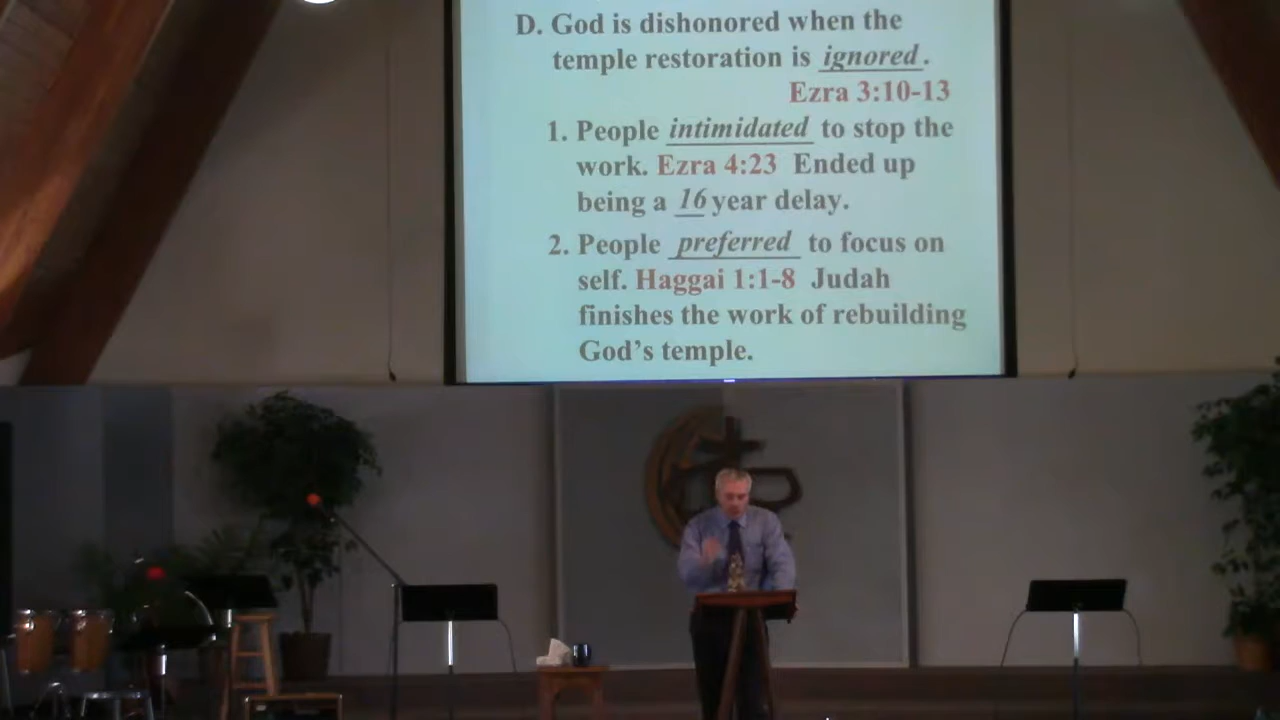 D. God is dishonored when the
temple restoration is ignored.
Ezra 3:10-13
1. People intimidated to stop the
work. Ezra 4:23 Ended up
being a 16 year delay.
2. People preferred to focus on
self. Haggai 1:1-8 Judah
finishes the work of rebuilding
God's temple.